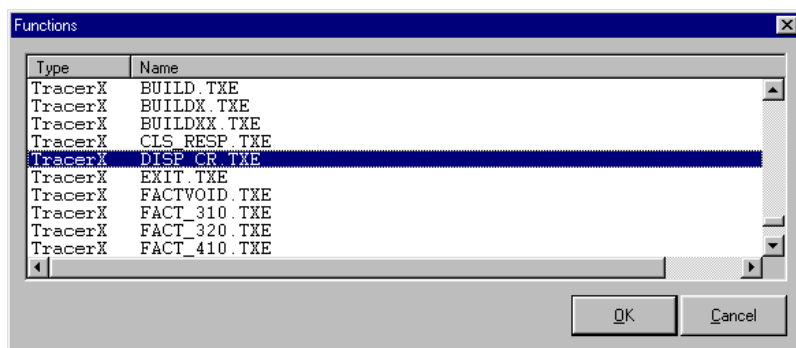 Functions
Type Name
TracerX BUILD.TXE
TracerX BUILDX.TXE
TracerX BUILDXX.TXE
TracerX CLS_RESP.TXE
TracerX DISP_CR.TXE
TracerX EXIT.TXE
TracerX FACTVOID.TXE
TracerX FACT_310.TXE
TracerX FACT_320.TXE
TracerX FACT_410.TXE
OK Cancel